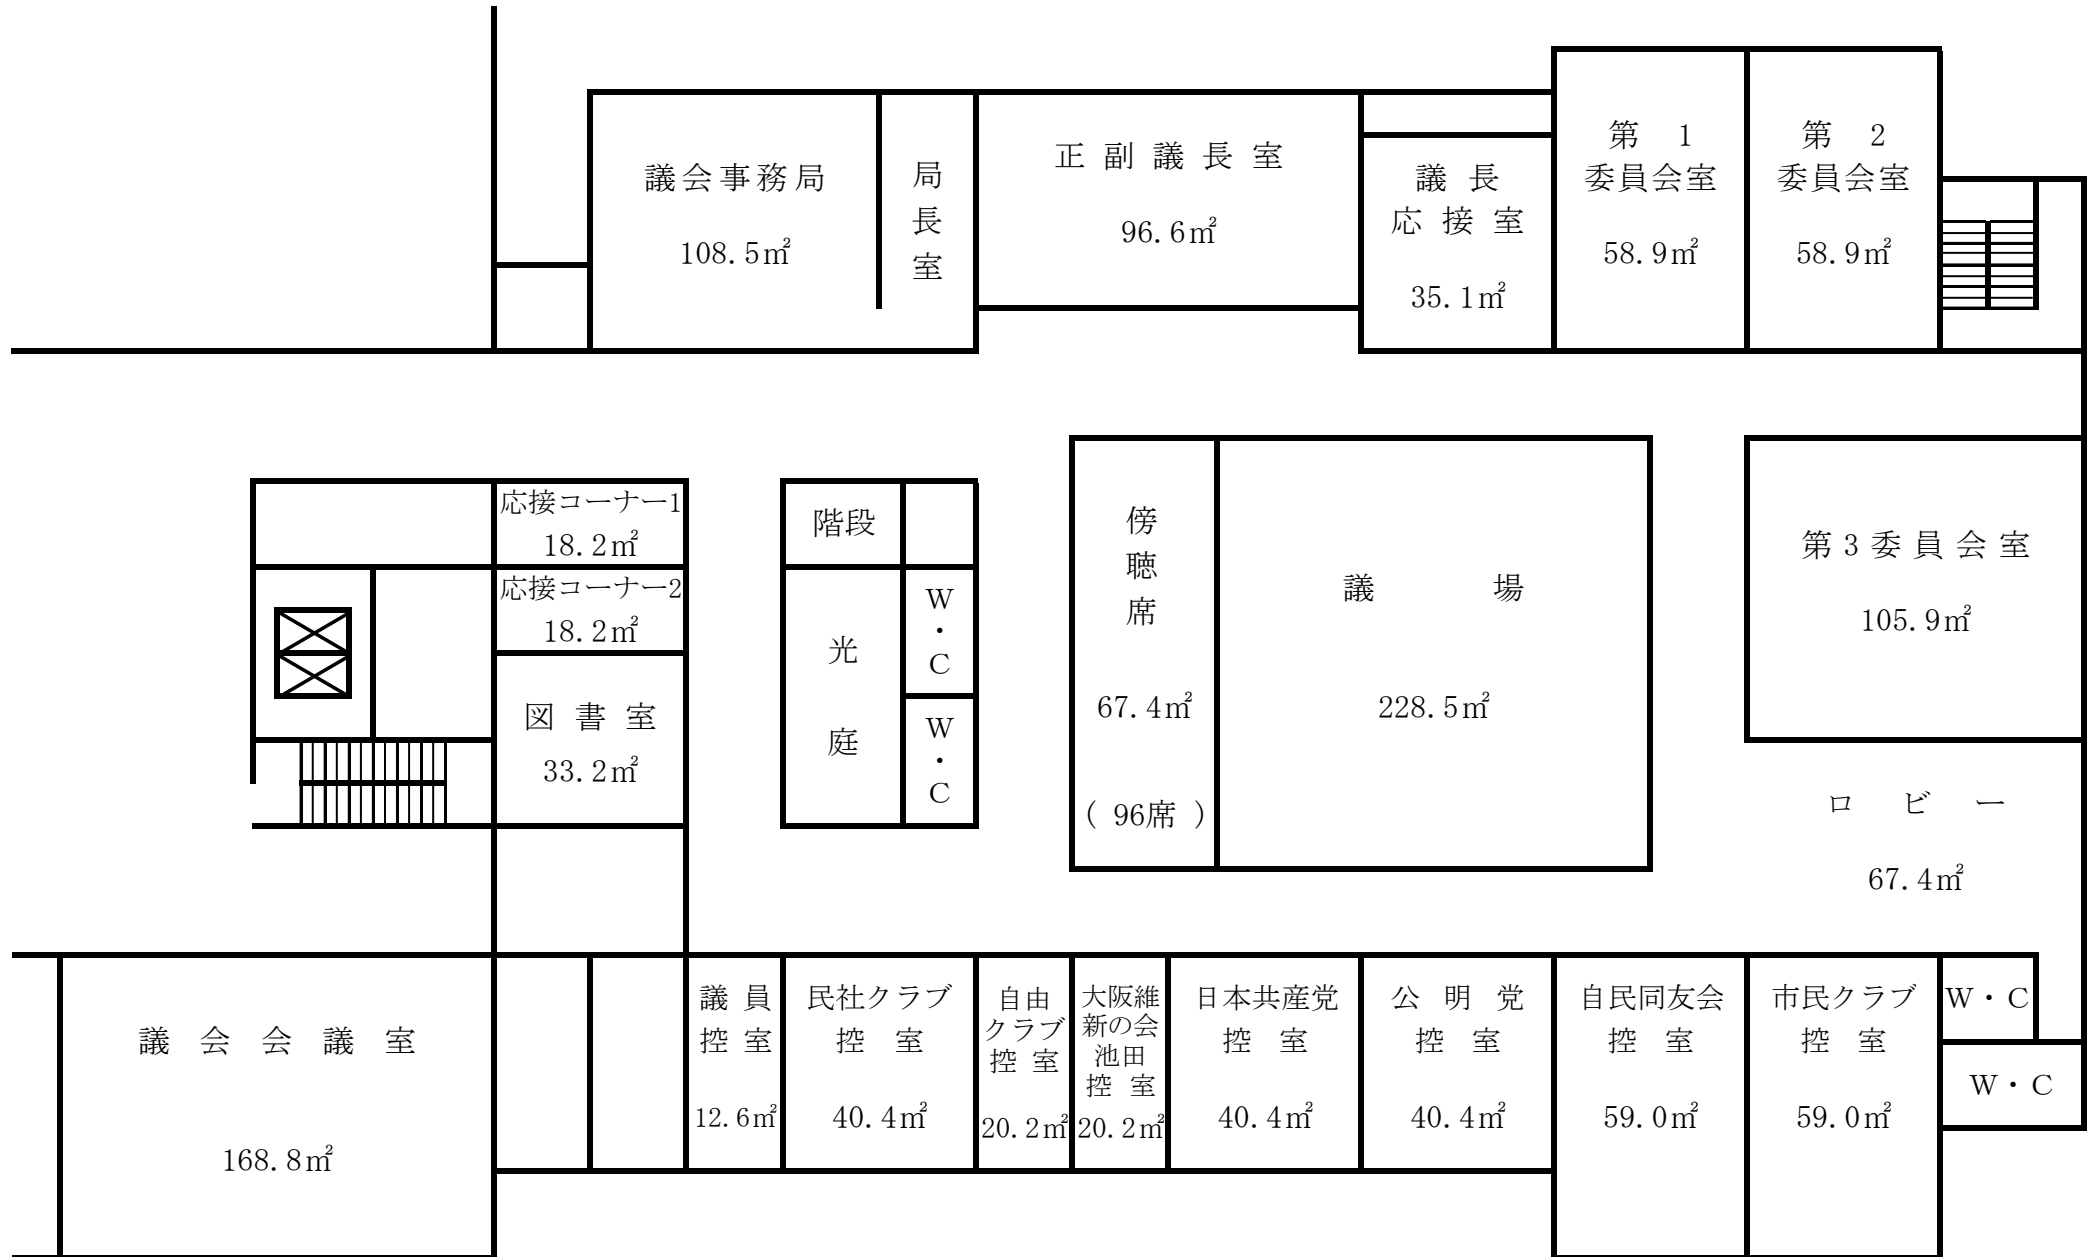 議会事務局
108.5㎡
局
長
室
正副議長室
96.6㎡
議長
応接室
35.1㎡
第 1
委員会室
58.9㎡
第 2
委員会室
58.9㎡
応接コーナー1
18.2㎡
応接コーナー2
18.2㎡
図書室
33.2㎡
階段
光
庭
W
・
C
W
・
C
傍
聴
席
67.4㎡
( 96席 )
議 場
228.5㎡
第3委員会室
105.9㎡
ロビー
67.4㎡
議会会議室
168.8㎡
議員
控室
12.6㎡
民社クラブ
控室
40.4㎡
自由
クラブ
控室
20.2㎡
大阪維
新の会
池田
控室
20.2㎡
日本共産党
控室
40.4㎡
公明党
控室
40.4㎡
自民同友会
控室
59.0㎡
市民クラブ
控室
59.0㎡
W・C
W・C